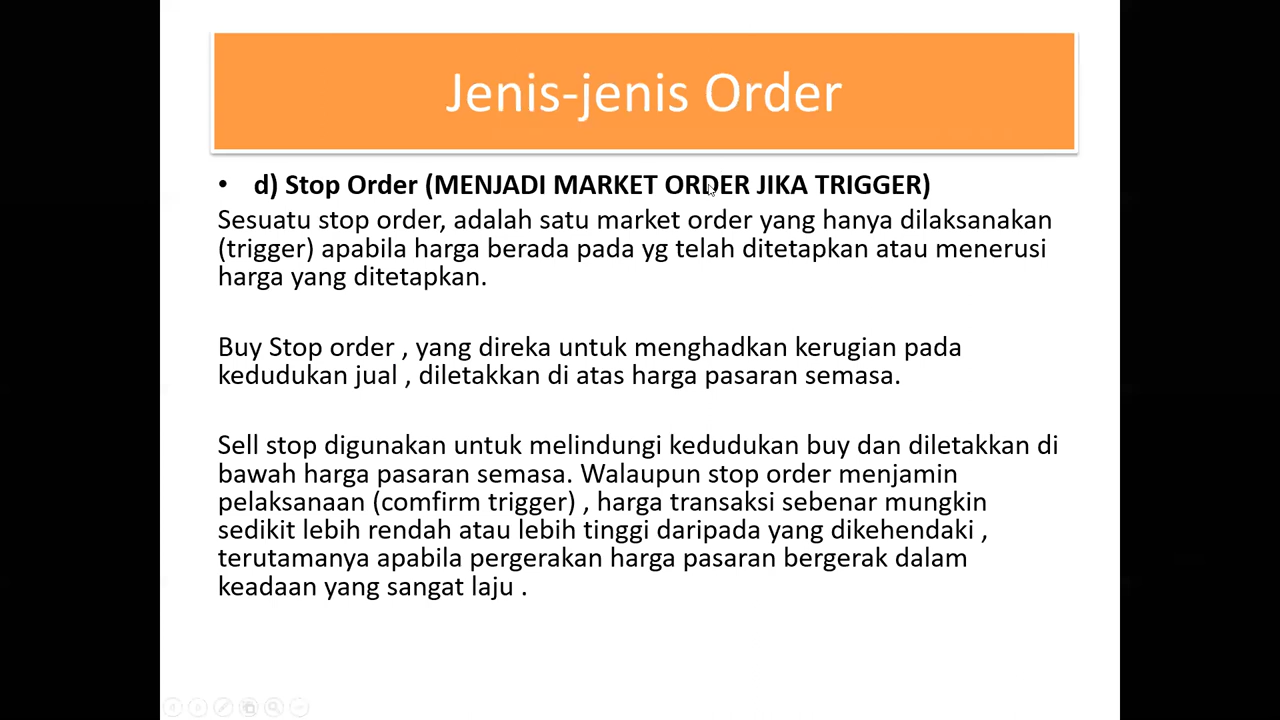 Jenis-jenis Order
• d) Stop Order (MENJADI MARKET ORDER JIKA TRIGGER)
Sesuatu stop order, adalah satu market order yang hanya dilaksanakan
(trigger) apabila harga berada pada yg telah ditetapkan atau menerusi
harga yang ditetapkan.
Buy Stop order , yang direka untuk menghadkan kerugian pada
kedudukan jual , diletakkan di atas harga pasaran semasa.
Sell stop digunakan untuk melindungi kedudukan buy dan diletakkan di
bawah harga pasaran semasa. Walaupun stop order menjamin
pelaksanaan (comfirm trigger) , harga transaksi sebenar mungkin
sedikit lebih rendah atau lebih tinggi daripada yang dikehendaki ,
terutamanya apabila pergerakan harga pasaran bergerak dalam
keadaan yang sangat laju .